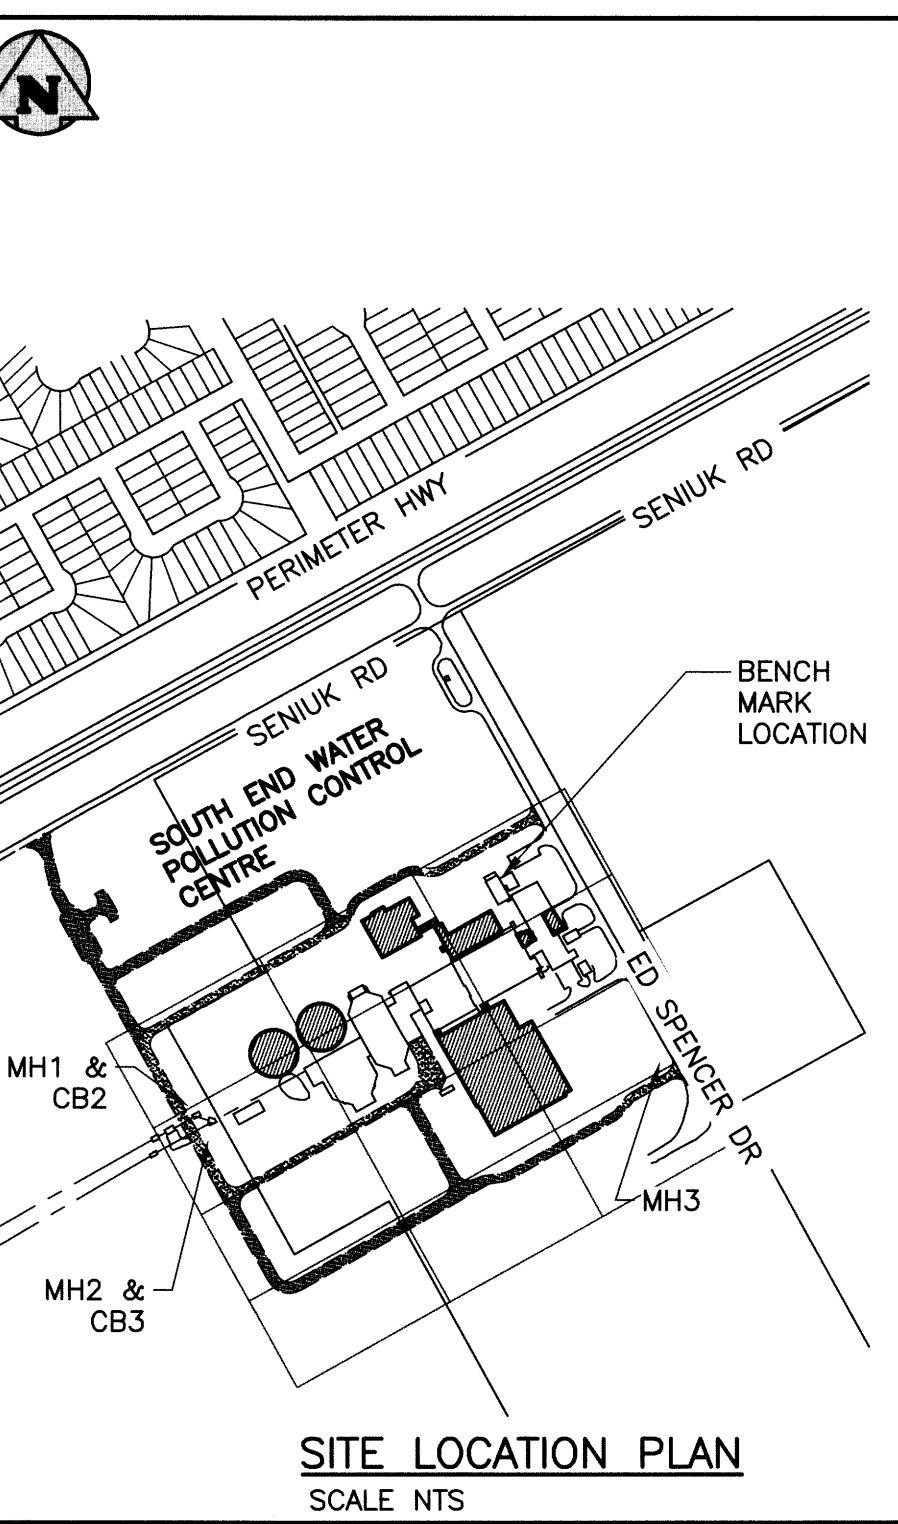 N
PERIMETER HWY
SENIUK RD
SENIUK RD
BENCH
MARK
LOCATION
SOUTH END WATER
POLLUTION CONTROL
CENTRE
ED SPENCER DR
MH1 &
CB2
MH3
MH2 &
CB3
SITE LOCATION PLAN
SCALE NTS